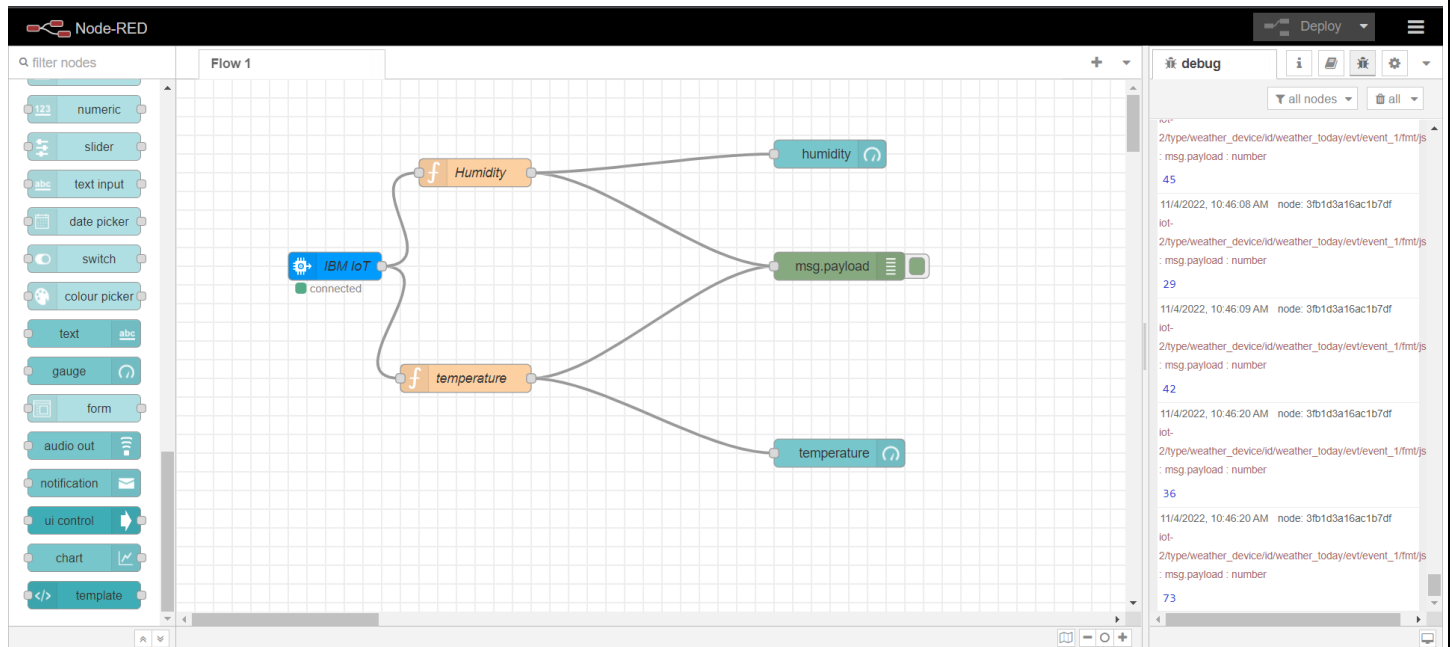 Node-RED
Deploy
filter nodes
numeric
123
slider
text input
abc
date picker
switch
colour picker
text
abc
gauge
form
audio out
notification
ui control
chart
template
</>
Flow 1
Humidity
humidity
IBM IoT
connected
msg.payload
temperature
temperature
debug
i
all nodes
all
2/type/weather_device/id/weather_today/evt/event_1/fmt/js
: msg.payload : number
45
11/4/2022, 10:46:08 AM node: 3fb1d3a16ac1b7df
iot-
2/type/weather_device/id/weather_today/evt/event_1/fmt/js
: msg.payload : number
29
11/4/2022, 10:46:09 AM node: 3fb1d3a16ac1b7df
iot-
2/type/weather_device/id/weather_today/evt/event_1/fmt/js
: msg.payload : number
42
11/4/2022, 10:46:20 AM node: 3fb1d3a16ac1b7df
iot-
2/type/weather_device/id/weather_today/evt/event_1/fmt/js
: msg.payload : number
36
11/4/2022, 10:46:20 AM node: 3fb1d3a16ac1b7df
iot-
2/type/weather_device/id/weather_today/evt/event_1/fmt/js
: msg.payload : number
73